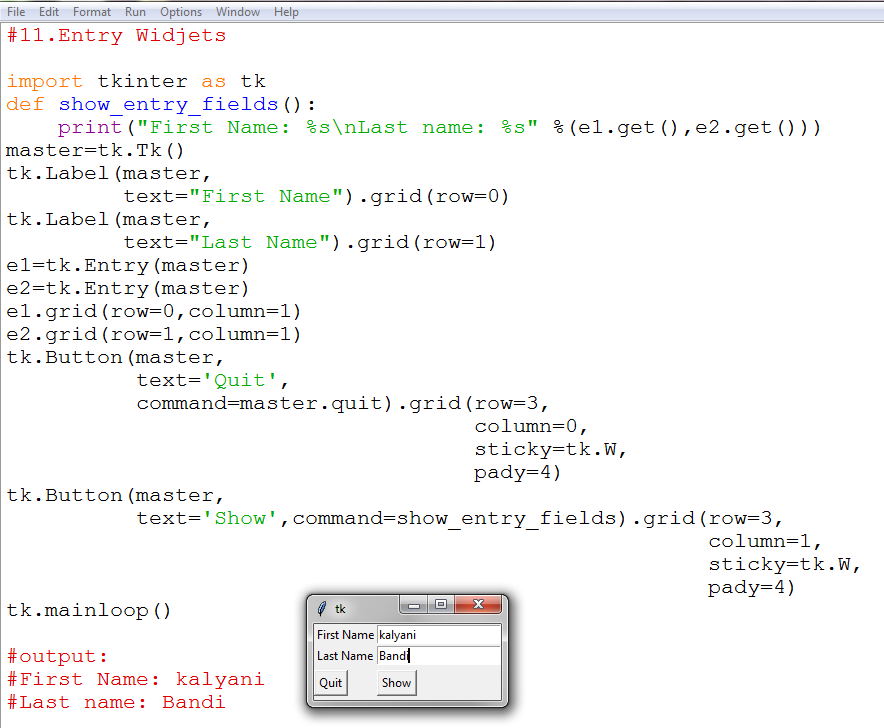 File Edit Format Run Options Window Help
#11.Entry Widjets
import tkinter as tk
def show_entry_fields():
    print("First Name: %s\nLast name: %s" %(e1.get(),e2.get()))
master=tk.Tk()
tk.Label(master,
         text="First Name").grid(row=0)
tk.Label(master,
         text="Last Name").grid(row=1)
e1=tk.Entry(master)
e2=tk.Entry(master)
e1.grid(row=0,column=1)
e2.grid(row=1,column=1)
tk.Button(master,
          text='Quit',
          command=master.quit).grid(row=3,
                                    column=0,
                                    sticky=tk.W,
                                    pady=4)
tk.Button(master,
          text='Show',command=show_entry_fields).grid(row=3,
                                                      column=1,
                                                      sticky=tk.W,
                                                      pady=4)
tk.mainloop()
#output:
#First Name: kalyani
#Last name: Bandi
tk
First Name kalyani
Last Name Bandi
Quit Show